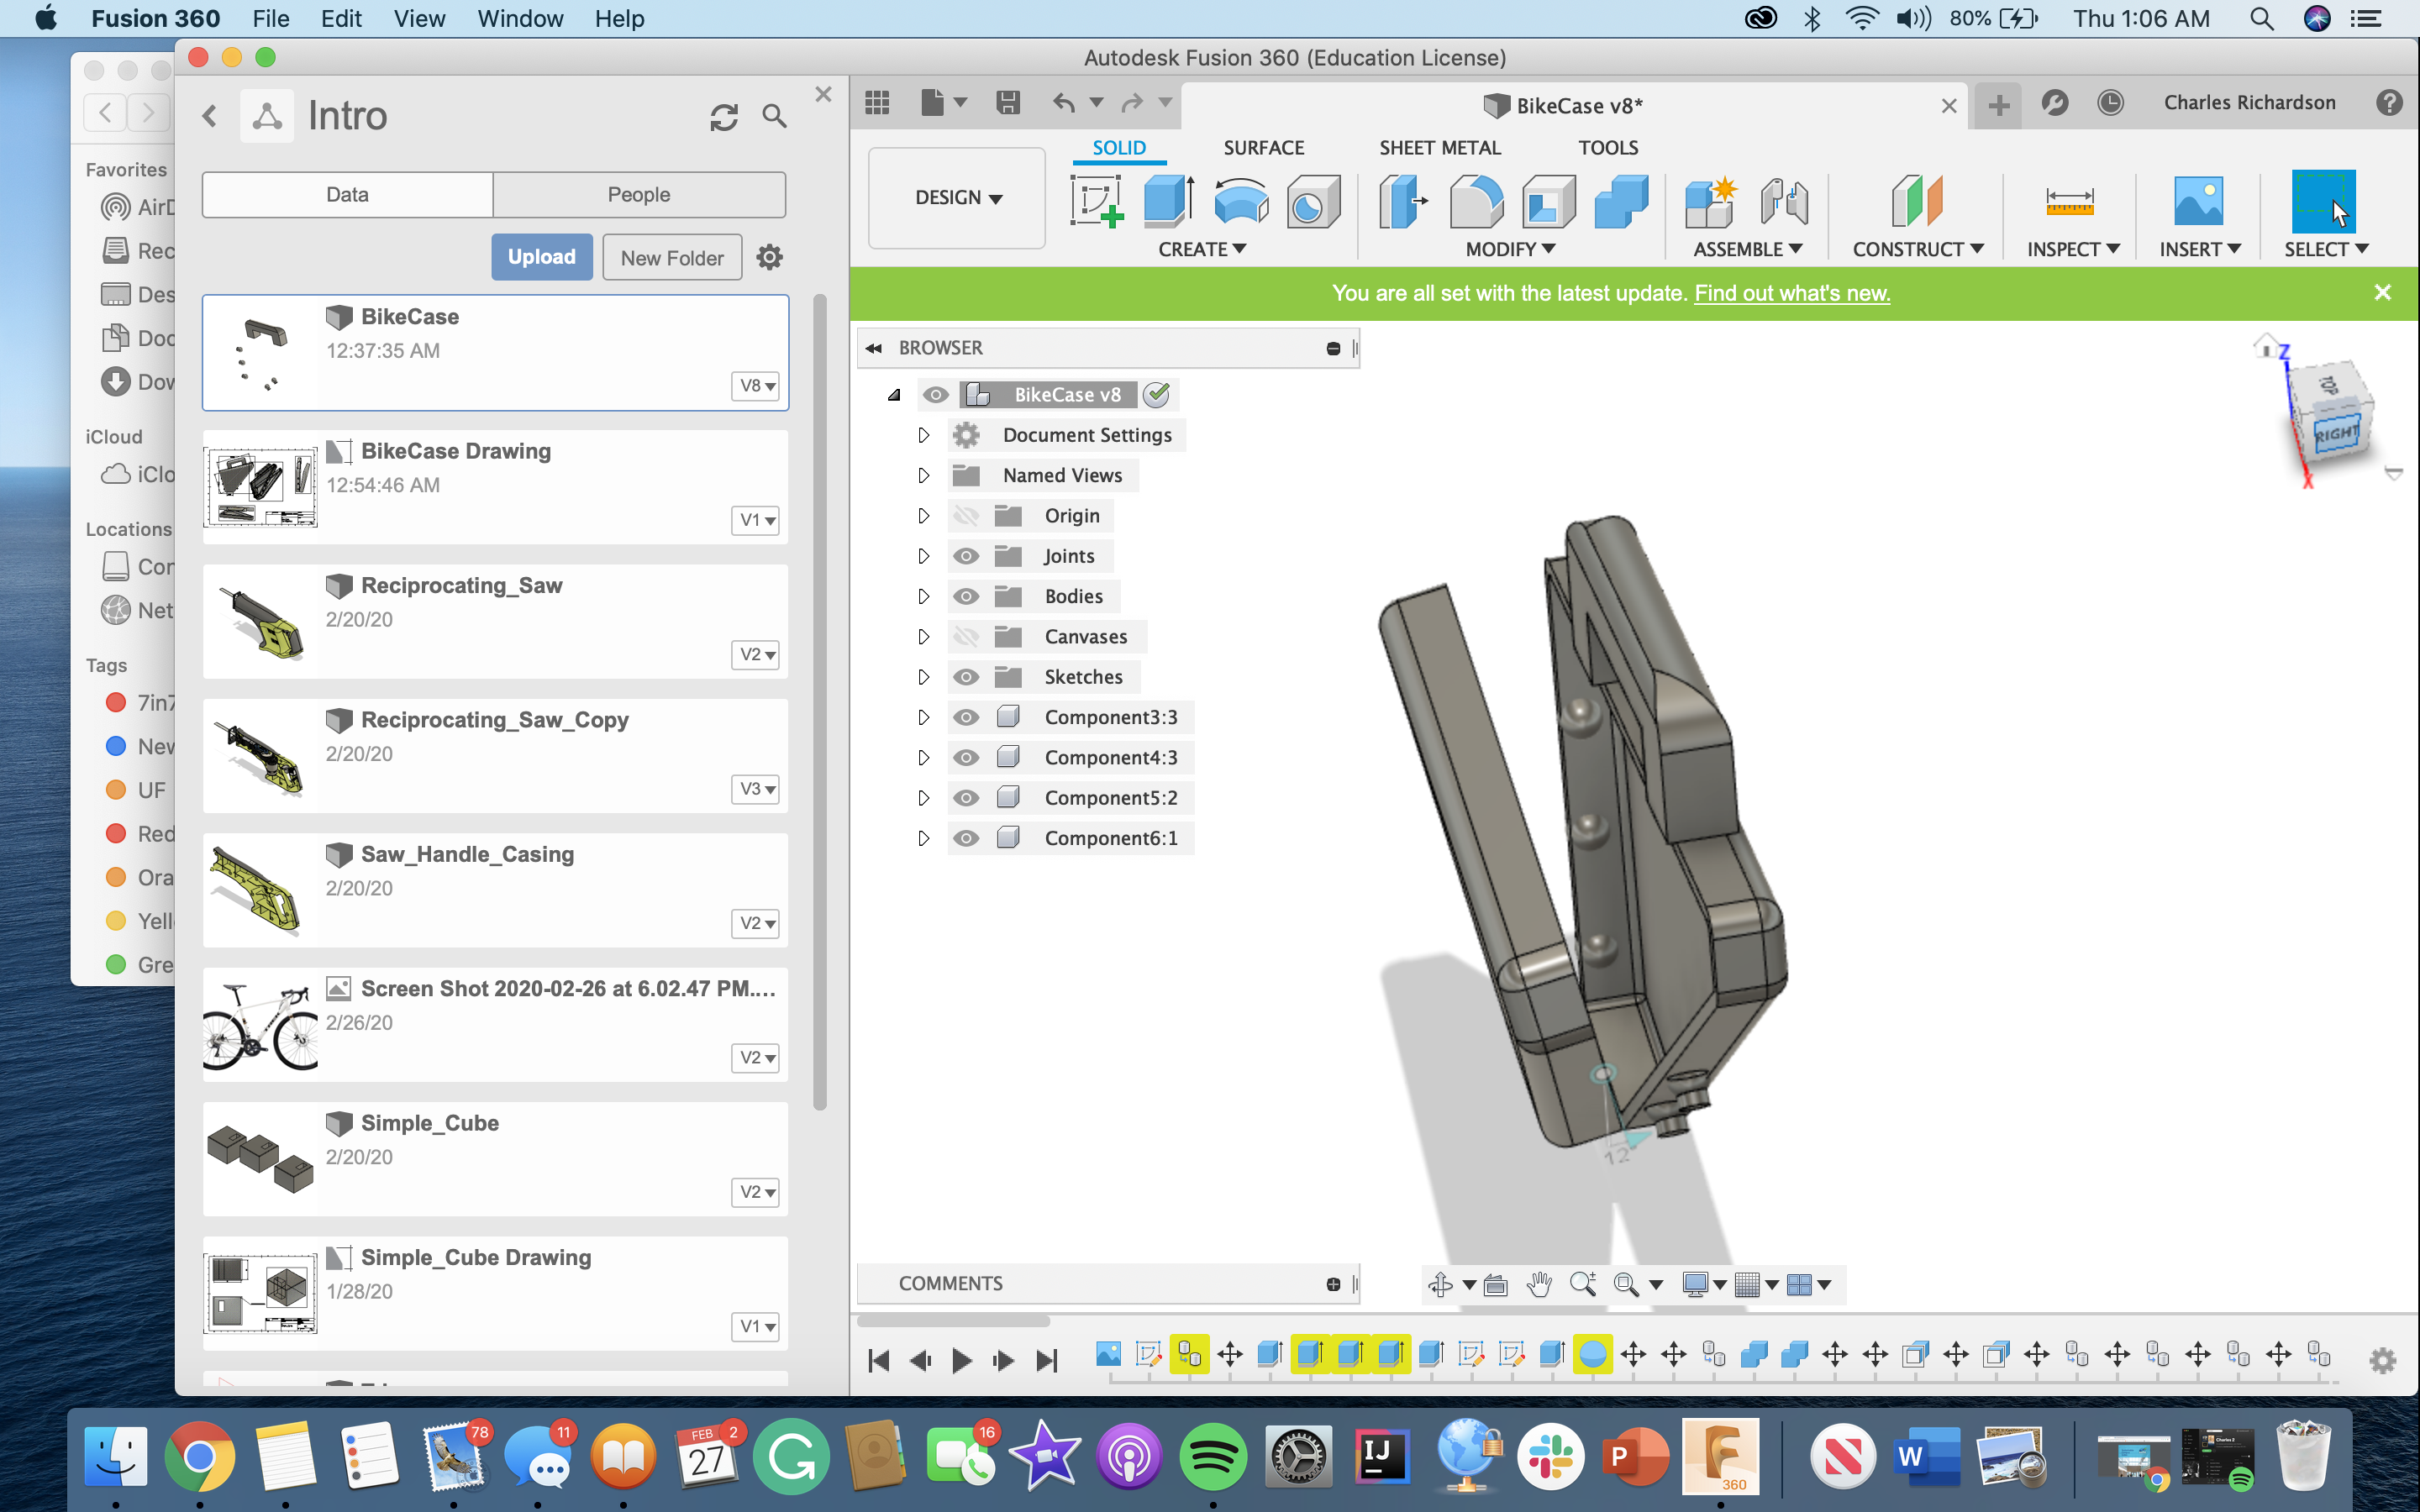 Fusion 360 File Edit View Window Help
80% Thu 1:06 AM
Autodesk Fusion 360 (Education License)
Favorites
AirD
Rec
Des
Doc
Dow
iCloud
iClo
Locations
Con
Net
Tags
7in7
New
UF
Red
Ora
Yell
Gre
Intro
Data People
Upload New Folder
BikeCase
12:37:35 AM
V8
BikeCase Drawing
12:54:46 AM
V1
Reciprocating_Saw
2/20/20
V2
Reciprocating_Saw_Copy
2/20/20
V3
Saw_Handle_Casing
2/20/20
V2
Screen Shot 2020-02-26 at 6.02.47 PM....
2/26/20
V2
Simple_Cube
2/20/20
V2
Simple_Cube Drawing
1/28/20
V1
BikeCase v8*
Charles Richardson
DESIGN
SOLID SURFACE SHEET METAL TOOLS
CREATE MODIFY ASSEMBLE CONSTRUCT INSPECT INSERT SELECT
You are all set with the latest update. Find out what's new.
BROWSER
BikeCase v8
Document Settings
Named Views
Origin
Joints
Bodies
Canvases
Sketches
Component3:3
Component4:3
Component5:2
Component6:1
Z
TOP
RIGHT
X
12
COMMENTS
78
11
FEB 2
27
16
IJ
P
360
W